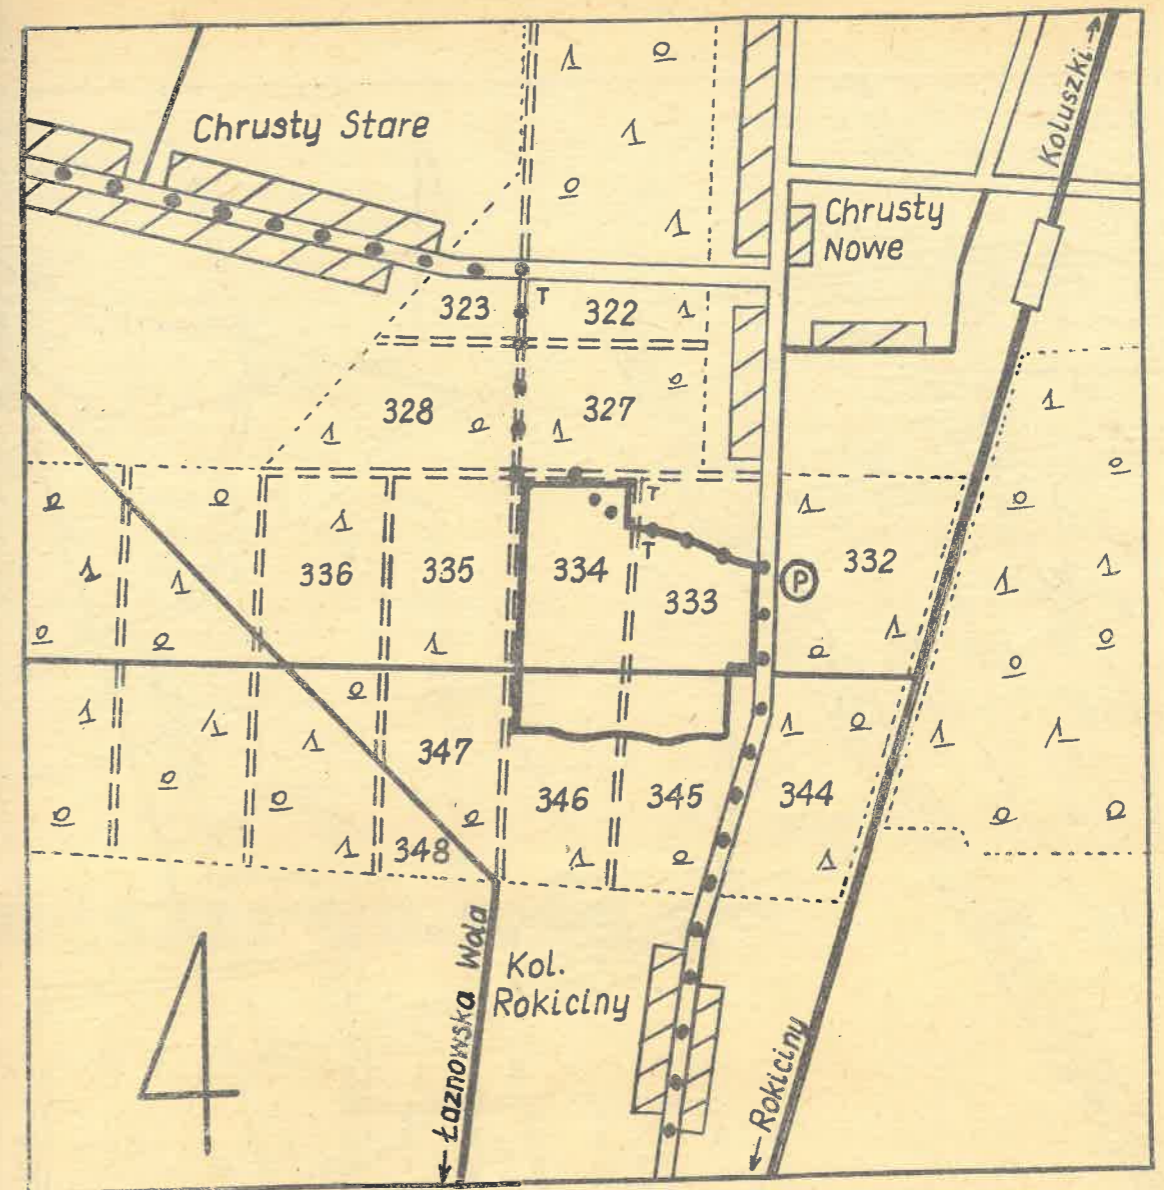 Koluszki
Chrusty Stare
Chrusty
Nowe
323
T
322
328
327
T
336
335
334
T
333
P
332
347
346
345
344
348
4
Łaznowska Wola
Kol.
Rokiciny
Rokiciny